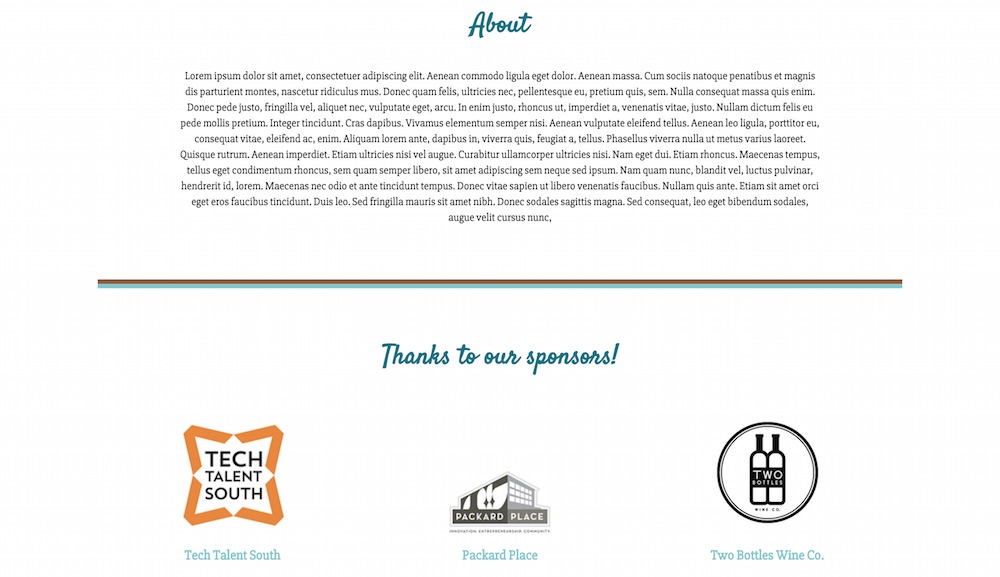 About
Lorem ipsum dolor sit amet, consectetuer adipiscing elit. Aenean commodo ligula eget dolor. Aenean massa. Cum sociis natoque penatibus et magnis
dis parturient montes, nascetur ridiculus mus. Donec quam felis, ultricies nec, pellentesque eu, pretium quis, sem. Nulla consequat massa quis enim.
Donec pede justo, fringilla vel, aliquet nec, vulputate eget, arcu. In enim justo, rhoncus ut, imperdiet a, venenatis vitae, justo. Nullam dictum felis eu
pede mollis pretium. Integer tincidunt. Cras dapibus. Vivamus elementum semper nisi. Aenean vulputate eleifend tellus. Aenean leo ligula, porttitor eu,
consequat vitae, eleifend ac, enim. Aliquam lorem ante, dapibus in, viverra quis, feugiat a, tellus. Phasellus viverra nulla ut metus varius laoreet.
Quisque rutrum. Aenean imperdiet. Etiam ultricies nisi vel augue. Curabitur ullamcorper ultricies nisi. Nam eget dui. Etiam rhoncus. Maecenas tempus,
tellus eget condimentum rhoncus, sem quam semper libero, sit amet adipiscing sem neque sed ipsum. Nam quam nunc, blandit vel, luctus pulvinar,
hendrerit id, lorem. Maecenas nec odio et ante tincidunt tempus. Donec vitae sapien ut libero venenatis faucibus. Nullam quis ante. Etiam sit amet orci
eget eros faucibus tincidunt. Duis leo. Sed fringilla mauris sit amet nibh. Donec sodales sagittis magna. Sed consequat, leo eget bibendum sodales,
augue velit cursus nunc,
Thanks to our sponsors!
TECH
TALENT
SOUTH
PACKARD PLACE
INNOVATION ENTREPRENEURSHIP COMMUNITY
TWO
BOTTLES
WINE CO.
Tech Talent South
Packard Place
Two Bottles Wine Co.